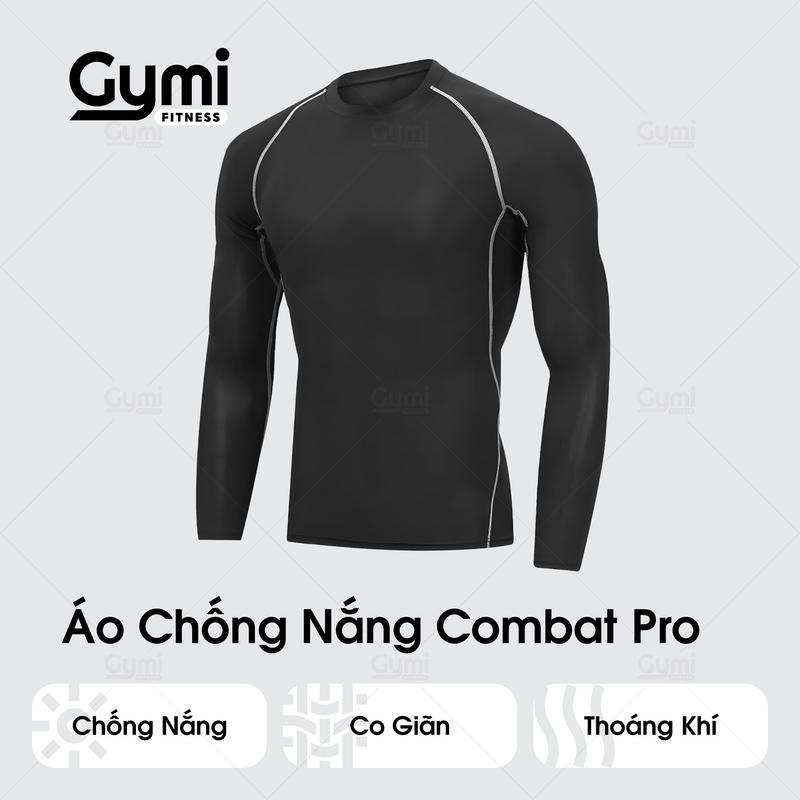 Gymi
FITNESS
Áo Chống Nắng Combat Pro
Chống Nắng
Co Giãn
Thoáng Khí